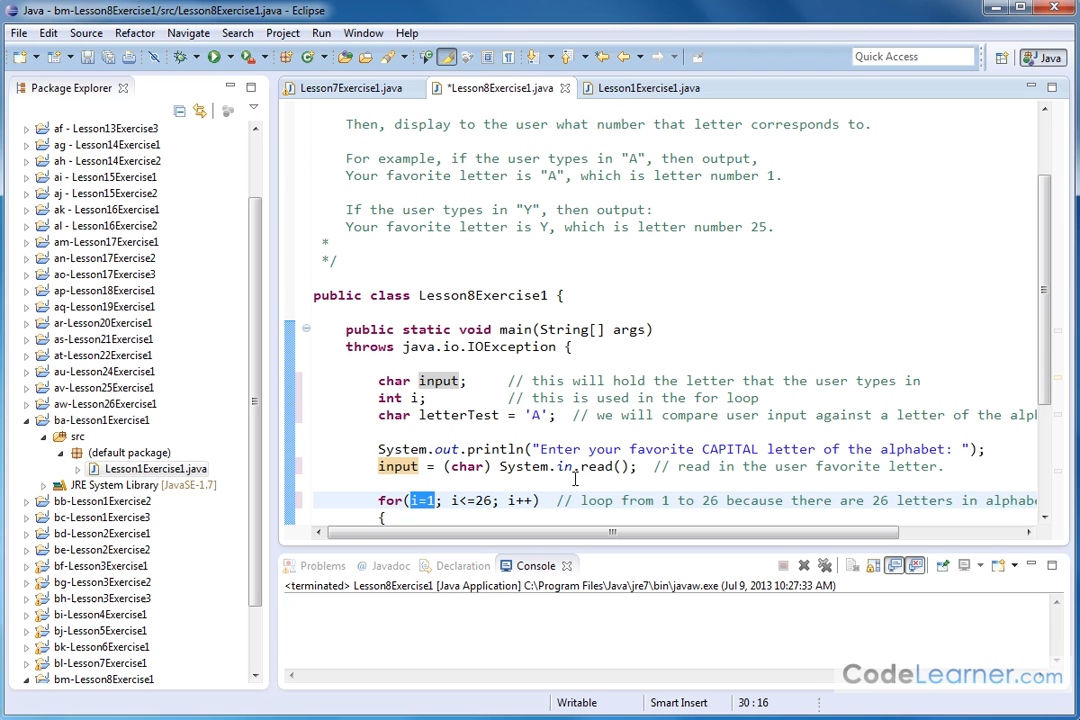 Java - bm-Lesson8Exercise1/src/Lesson8Exercise1.java - Eclipse
File Edit Source Refactor Navigate Search Project Run Window Help
Quick Access
Java
Package Explorer
af - Lesson13Exercise3
ag - Lesson14Exercise1
ah - Lesson14Exercise2
ai - Lesson15Exercise1
aj - Lesson15Exercise2
ak - Lesson16Exercise1
al - Lesson16Exercise2
am-Lesson17Exercise1
an-Lesson17Exercise2
ao-Lesson17Exercise3
ap-Lesson18Exercise1
aq-Lesson19Exercise1
ar-Lesson20Exercise1
as-Lesson21Exercise1
at-Lesson22Exercise1
au-Lesson24Exercise1
av-Lesson25Exercise1
aw-Lesson26Exercise1
ba-Lesson1Exercise1
src
(default package)
Lesson1Exercise1.java
JRE System Library [JavaSE-1.7]
bb-Lesson1Exercise2
bc-Lesson1Exercise3
bd-Lesson2Exercise1
be-Lesson2Exercise2
bf-Lesson3Exercise1
bg-Lesson3Exercise2
bh-Lesson3Exercise3
bi-Lesson4Exercise1
bj-Lesson5Exercise1
bk-Lesson6Exercise1
bl-Lesson7Exercise1
bm-Lesson8Exercise1
Lesson7Exercise1.java
*Lesson8Exercise1.java
Lesson1Exercise1.java
Then, display to the user what number that letter corresponds to.
For example, if the user types in "A", then output,
Your favorite letter is "A", which is letter number 1.
If the user types in "Y", then output:
Your favorite letter is Y, which is letter number 25.
*
*/
public class Lesson8Exercise1 {
public static void main(String[] args)
throws java.io.IOException {
char input; // this will hold the letter that the user types in
int i; // this is used in the for loop
char letterTest = 'A'; // we will compare user input against a letter of the alph
System.out.println("Enter your favorite CAPITAL letter of the alphabet: ");
input = (char) System.in.read(); // read in the user favorite letter.
for(i=1; i<=26; i++) // loop from 1 to 26 because there are 26 letters in alphabe
{
Problems Javadoc Declaration Console
<terminated> Lesson8Exercise1 [Java Application] C:\Program Files\Java\jre7\bin\javaw.exe (Jul 9, 2013 10:27:33 AM)
CodeLearner.com
Writable Smart Insert 30 : 16